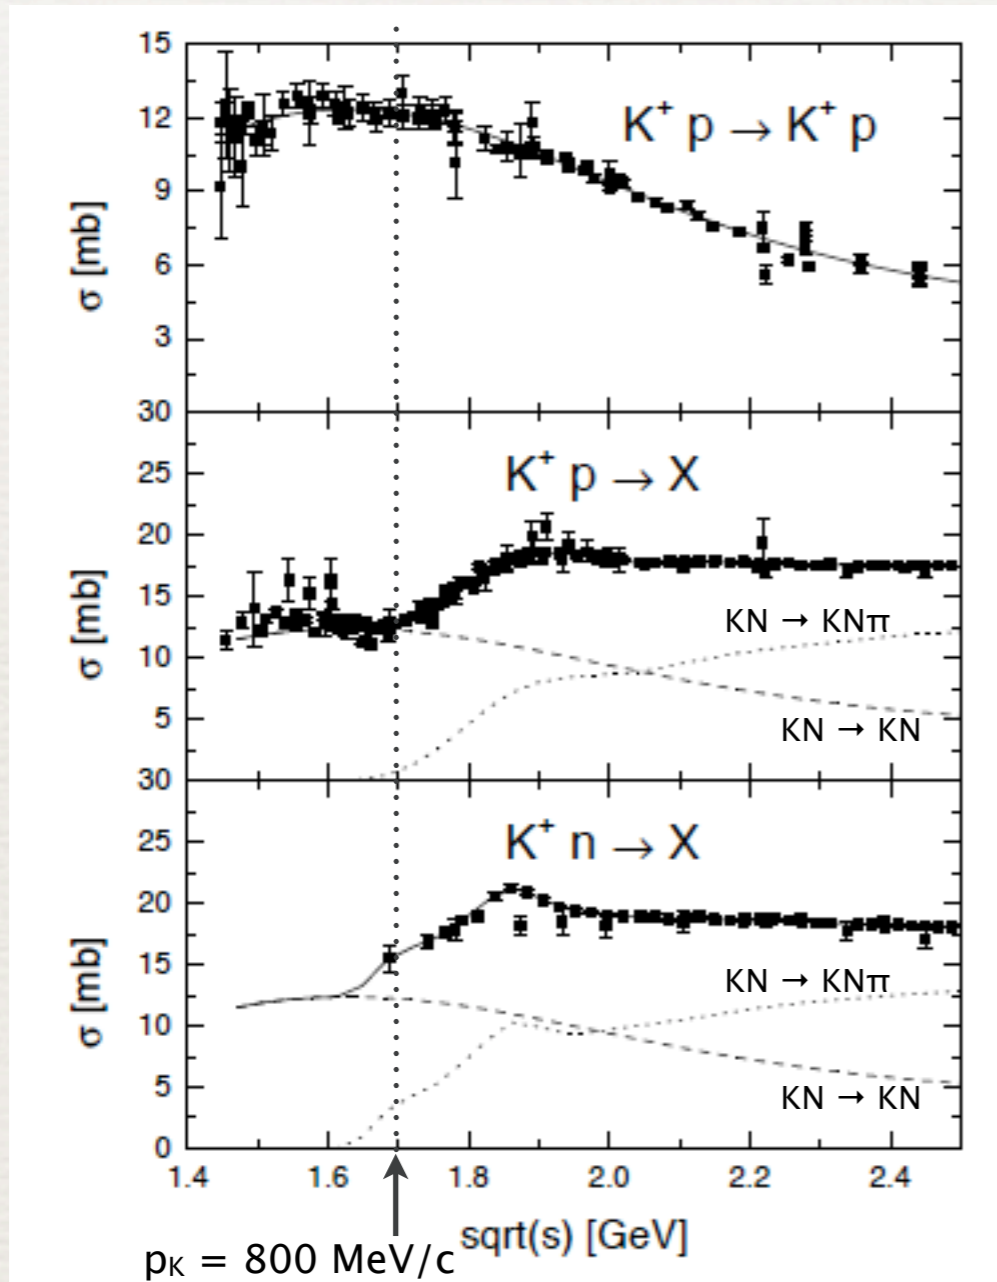 15
12
9
6
3
σ [mb]
K⁺ p → K⁺ p
30
25
20
15
10
5
σ [mb]
K⁺ p → X
KN → KNπ
KN → KN
30
25
20
15
10
5
0
σ [mb]
K⁺ n → X
KN → KNπ
KN → KN
1.4 1.6 1.8 2.0 2.2 2.4
sqrt(s) [GeV]
pK = 800 MeV/c